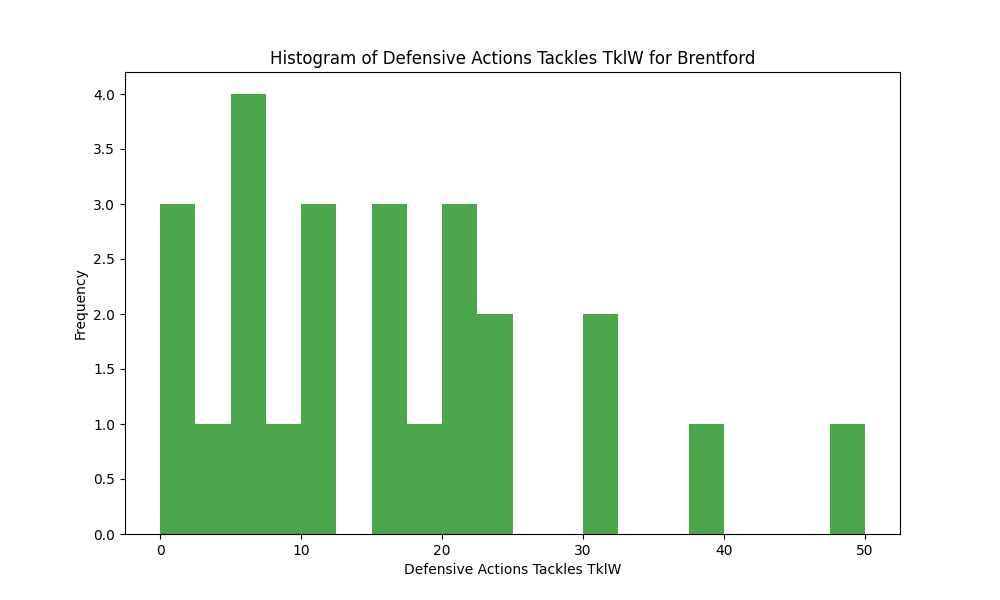 Histogram of Defensive Actions Tackles TklW for Brentford
4.0
3.5
3.0
2.5
2.0
1.5
1.0
0.5
0.0
Frequency
0 10 20 30 40 50
Defensive Actions Tackles TklW